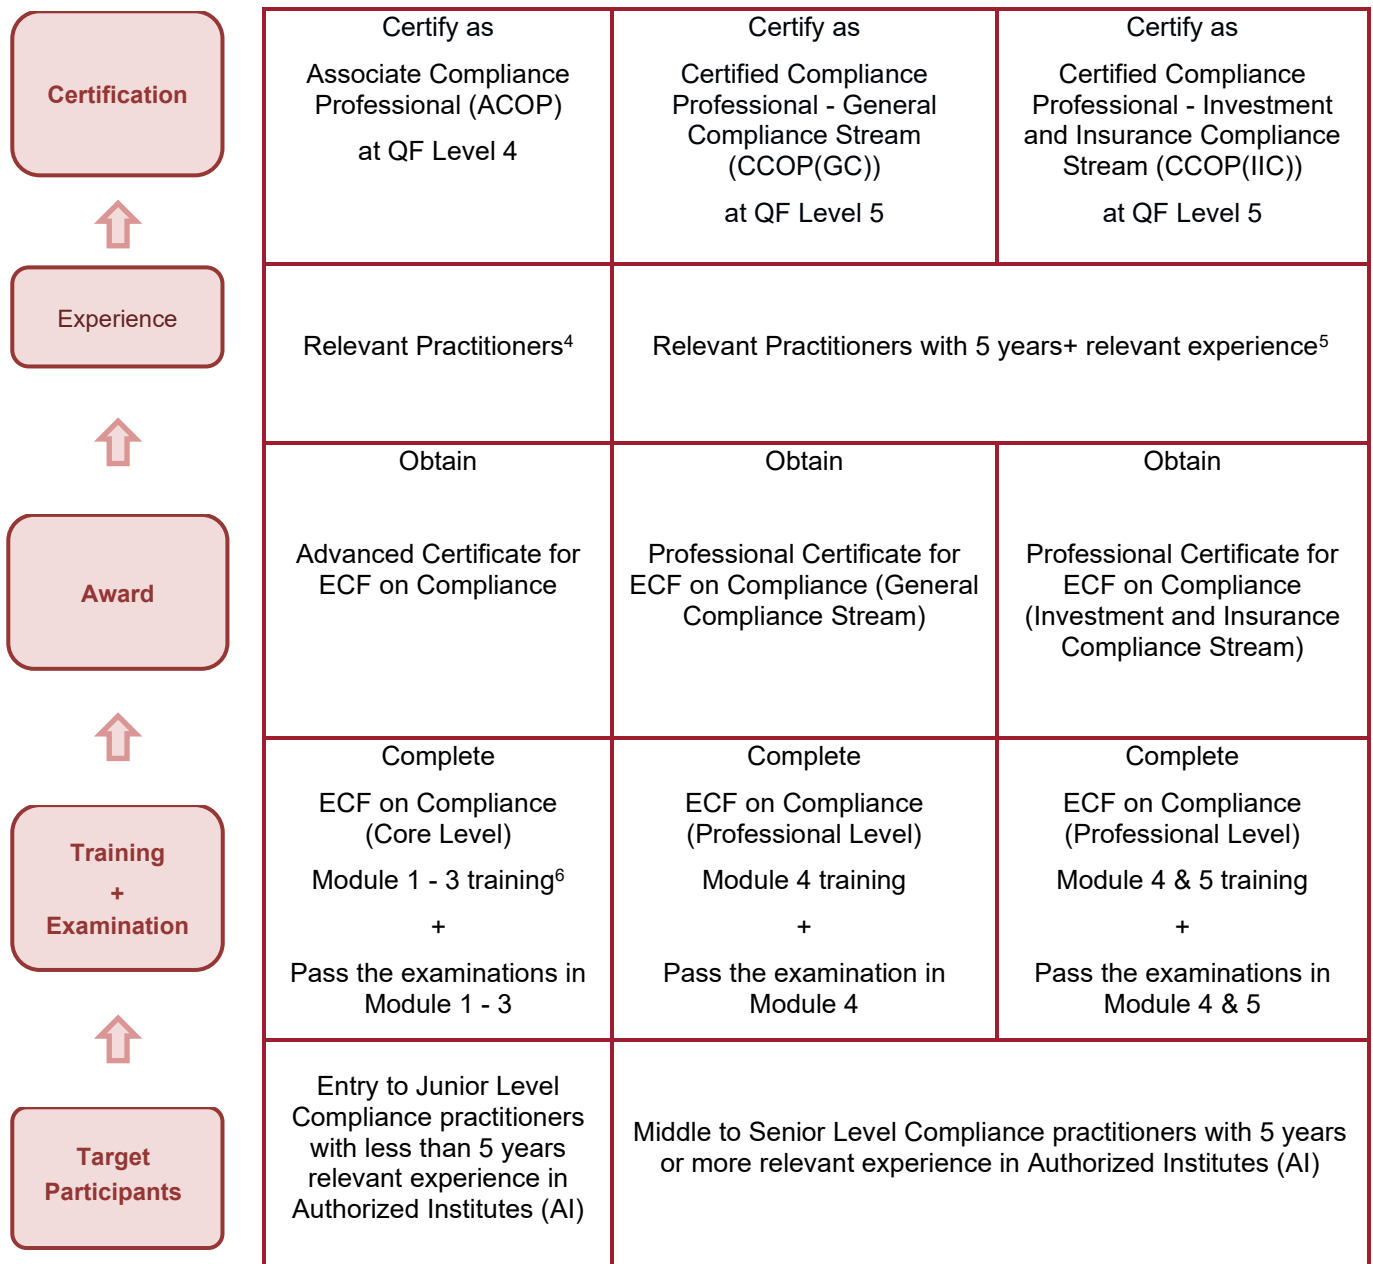 Certification
Certify as
Associate Compliance
Professional (ACOP)
at QF Level 4
Certify as
Certified Compliance
Professional - General
Compliance Stream
(CCOP(GC))
at QF Level 5
Certify as
Certified Compliance
Professional - Investment
and Insurance Compliance
Stream (CCOP(IIC))
at QF Level 5
Experience
Relevant Practitioners⁴
Relevant Practitioners with 5 years+ relevant experience⁵
Award
Obtain
Advanced Certificate for
ECF on Compliance
Obtain
Professional Certificate for
ECF on Compliance (General
Compliance Stream)
Obtain
Professional Certificate for
ECF on Compliance
(Investment and Insurance
Compliance Stream)
Training
+
Examination
Complete
ECF on Compliance
(Core Level)
Module 1 - 3 training⁶
+
Pass the examinations in
Module 1 - 3
Complete
ECF on Compliance
(Professional Level)
Module 4 training
+
Pass the examination in
Module 4
Complete
ECF on Compliance
(Professional Level)
Module 4 & 5 training
+
Pass the examinations in
Module 4 & 5
Target
Participants
Entry to Junior Level
Compliance practitioners
with less than 5 years
relevant experience in
Authorized Institutes (AI)
Middle to Senior Level Compliance practitioners with 5 years
or more relevant experience in Authorized Institutes (AI)